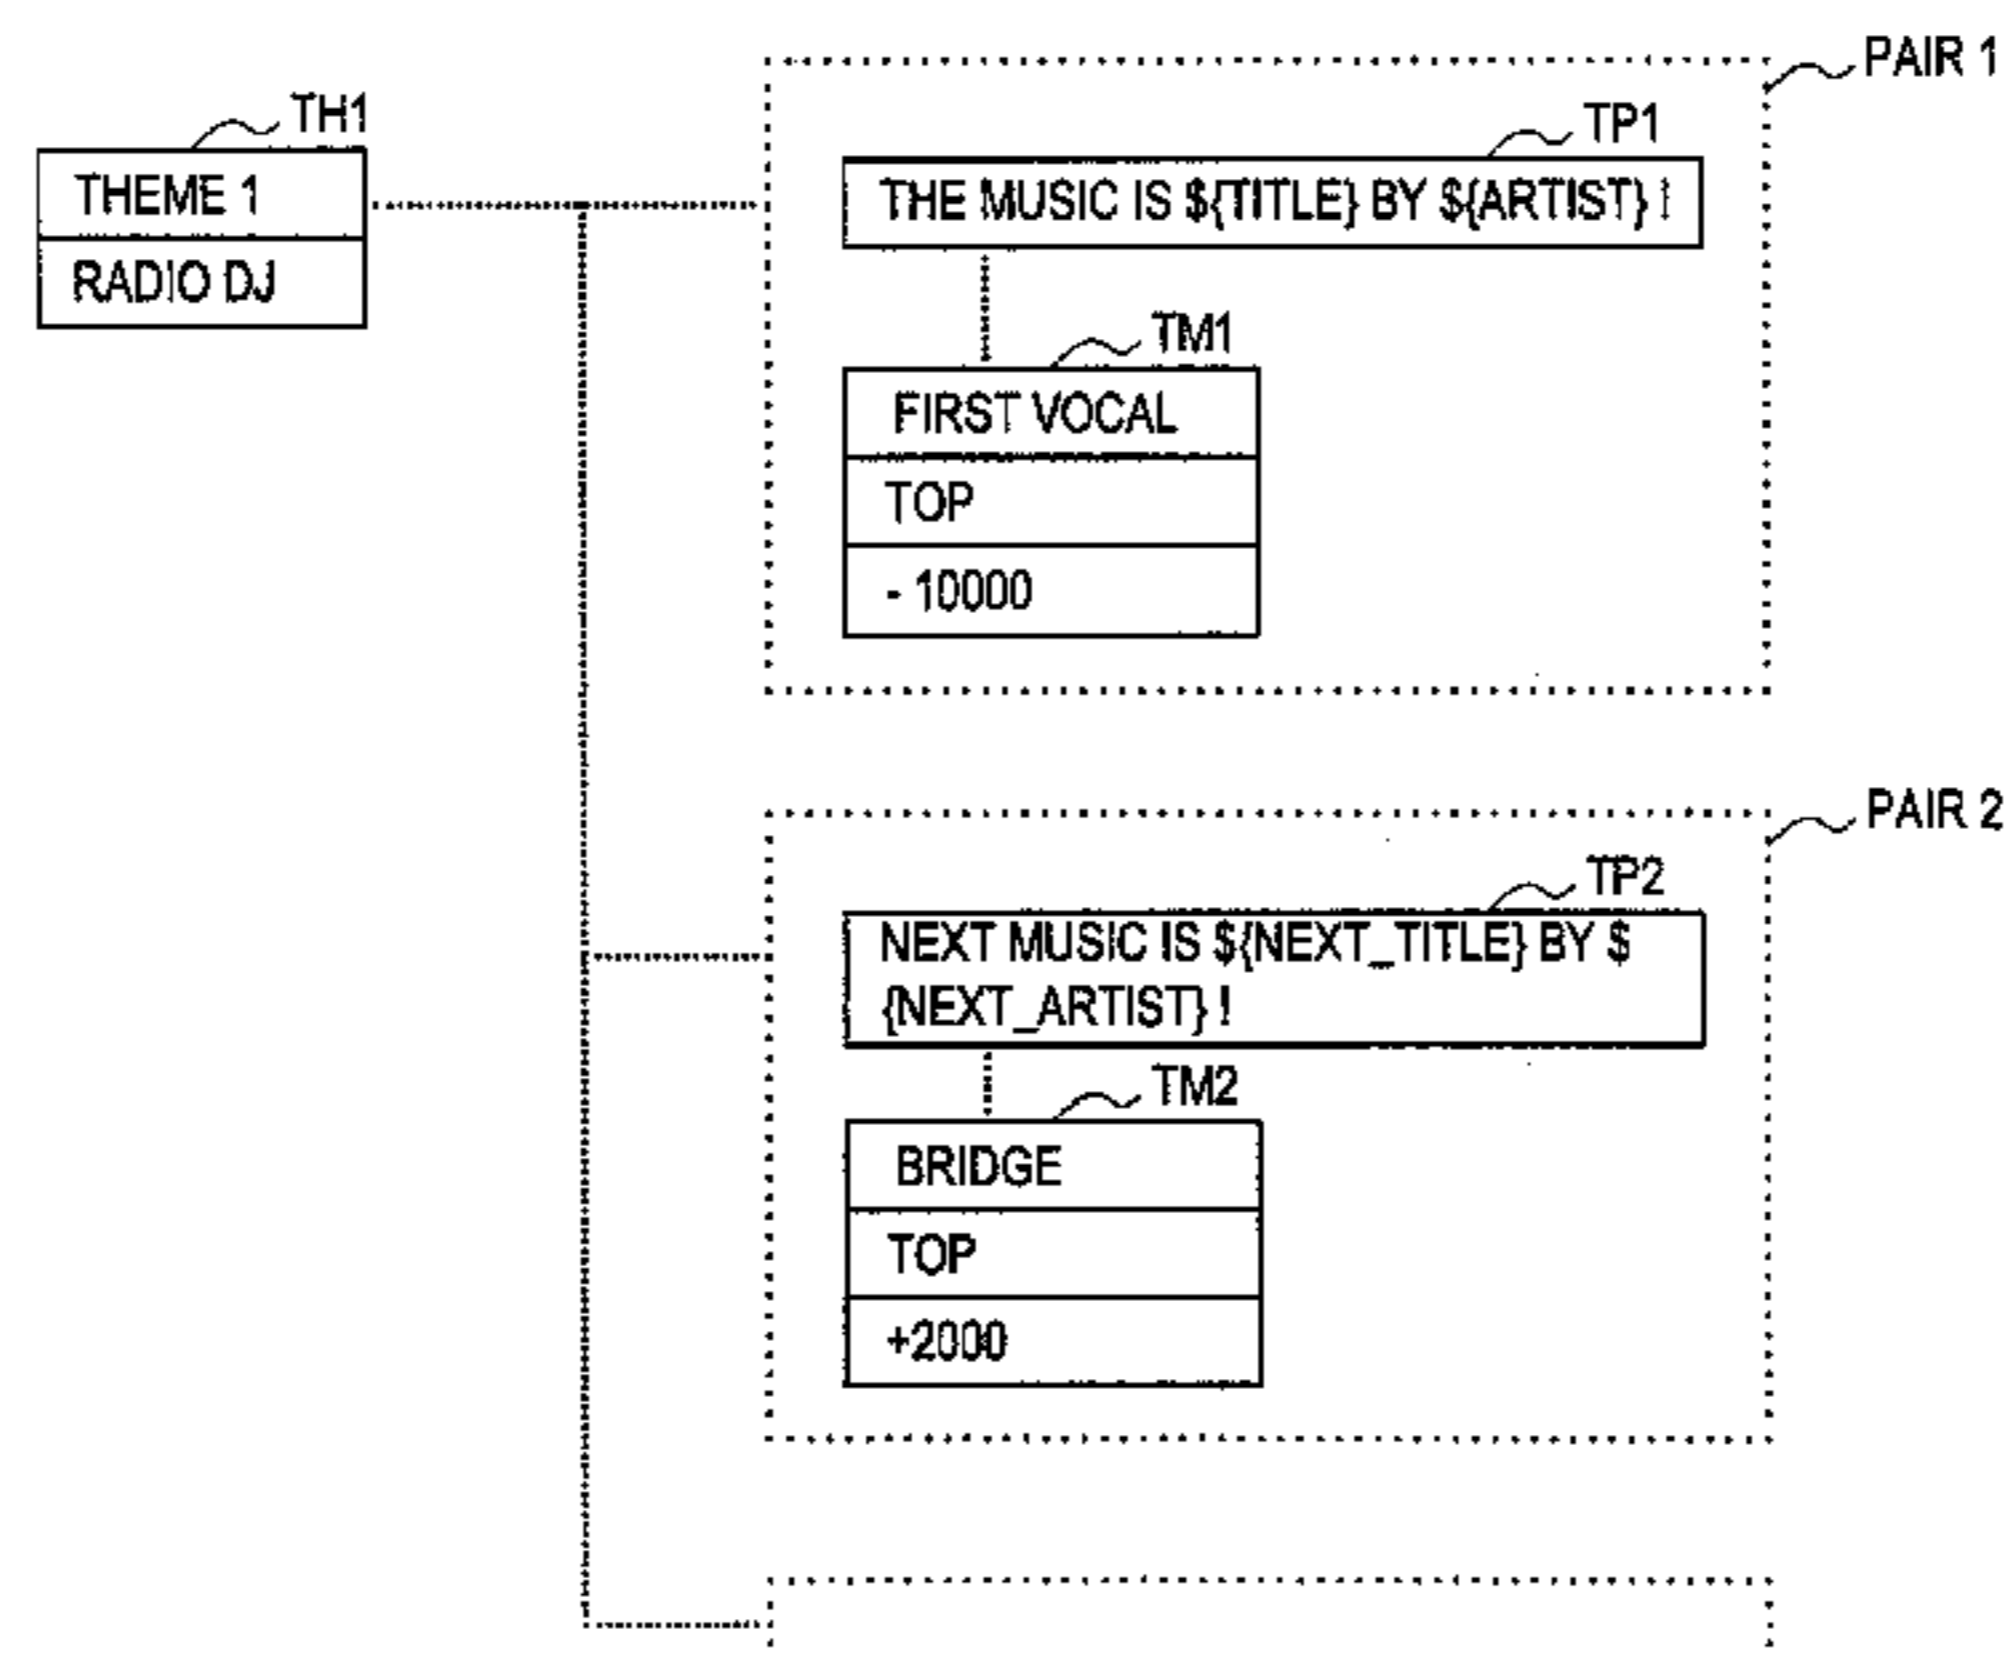 PAIR 1
TH1
TP1
THEME 1
THE MUSIC IS ${TITLE} BY ${ARTIST} !
RADIO DJ
TM1
FIRST VOCAL
TOP
- 10000
PAIR 2
TP2
NEXT MUSIC IS ${NEXT_TITLE} BY $
{NEXT_ARTIST} !
TM2
BRIDGE
TOP
+2000